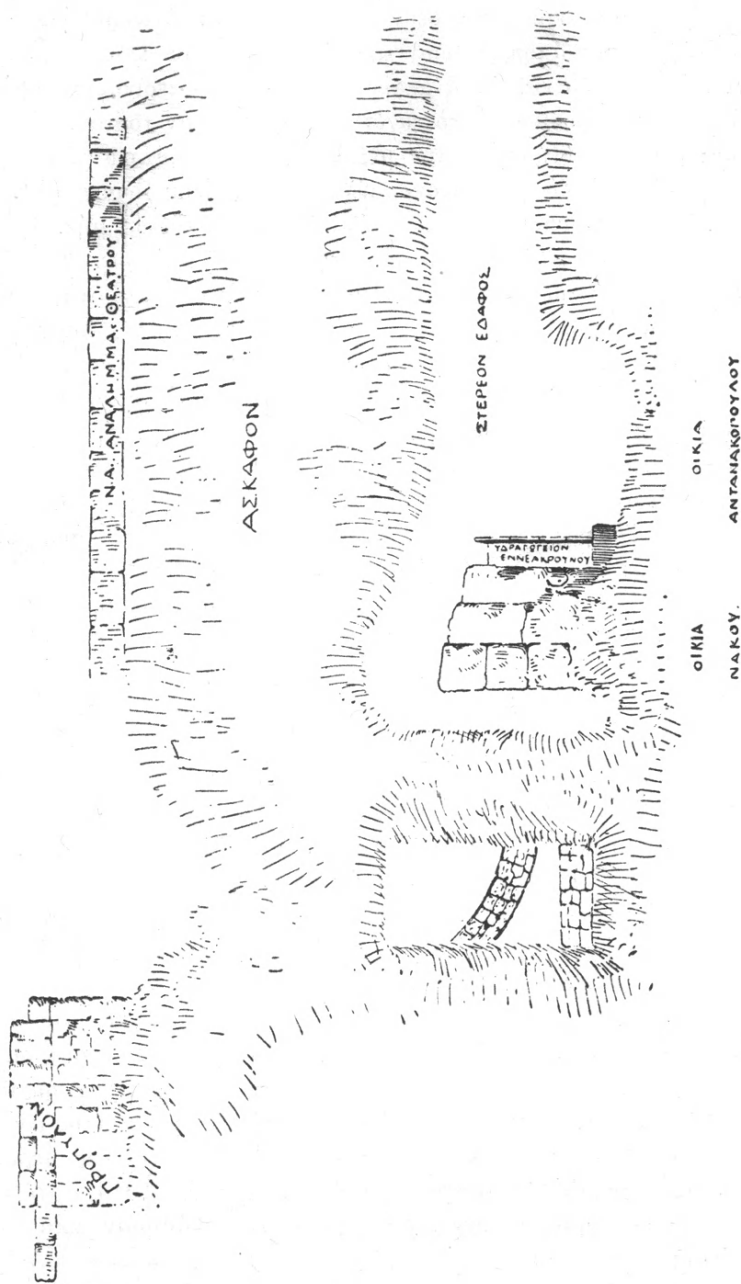 Ν.Α. ΑΝΑΛΗΜΜΑ ΘΕΑΤΡΟΥ
ΑΣΚΑΦΟΝ
ΣΤΕΡΕΟΝ ΕΔΑΦΟΣ
ΠΡΟΠΥΛΟΝ
ΥΔΡΑΓΩΓΕΙΟΝ
ΕΝΝΕΑΚΡΟΥΝΟΥ
ΟΙΚΙΑ
ΝΑΚΟΥ.
ΟΙΚΙΑ
ΑΝΤΑΝΑΚΟΠΟΥΛΟΥ